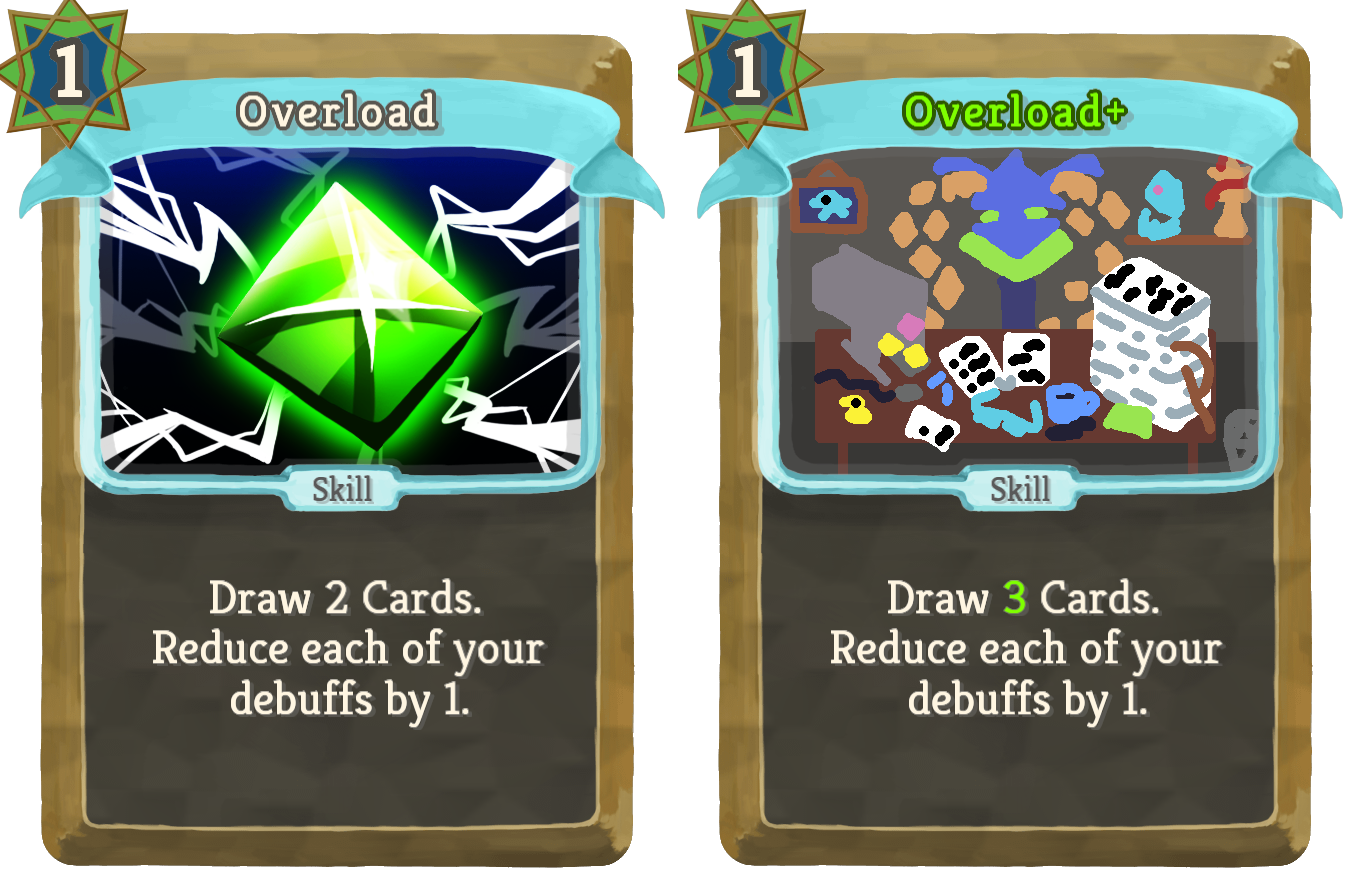 1
Overload
Skill
Draw 2 Cards.
Reduce each of your
debuffs by 1.
1
Overload+
Skill
Draw 3 Cards.
Reduce each of your
debuffs by 1.